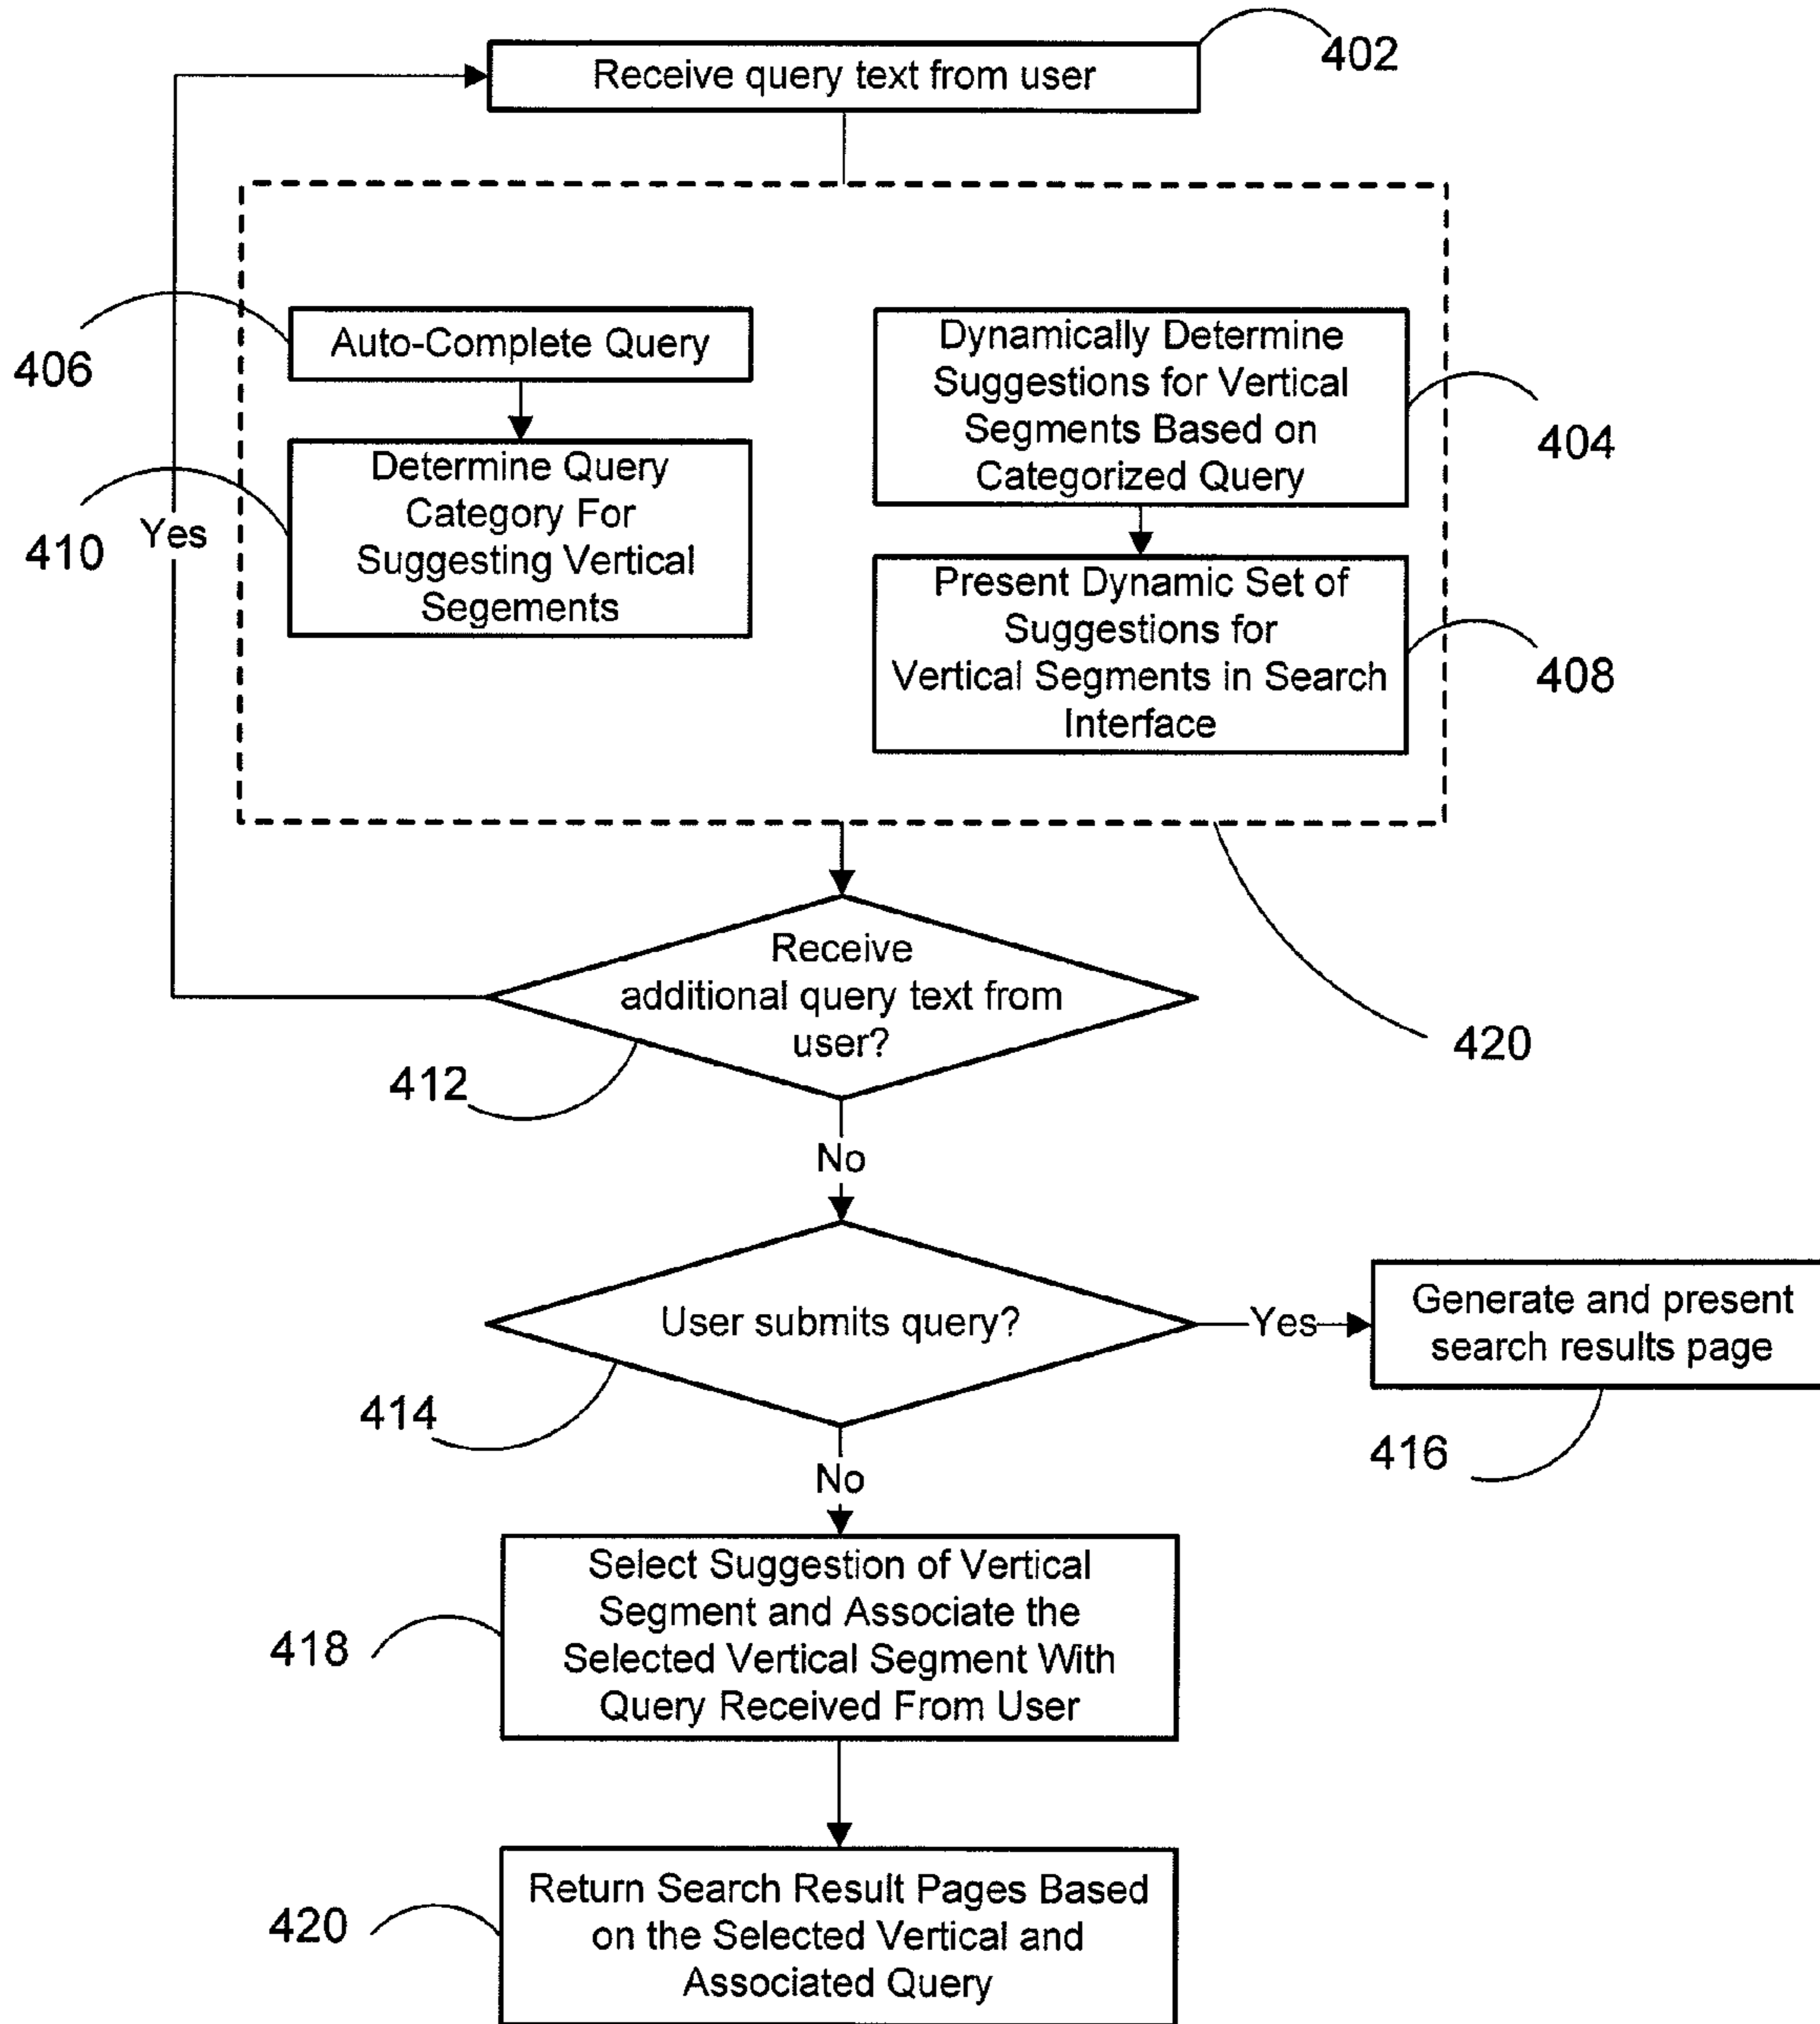 402
Receive query text from user
406
Auto-Complete Query
410
Determine Query
Category For
Suggesting Vertical
Segements
Yes
Dynamically Determine
Suggestions for Vertical
Segments Based on
Categorized Query
404
Present Dynamic Set of
Suggestions for
Vertical Segments in Search
Interface
408
420
Receive
additional query text from
user?
412
No
User submits query?
414
Yes
Generate and present
search results page
416
No
Select Suggestion of Vertical
Segment and Associate the
Selected Vertical Segment With
Query Received From User
418
Return Search Result Pages Based
on the Selected Vertical and
Associated Query
420